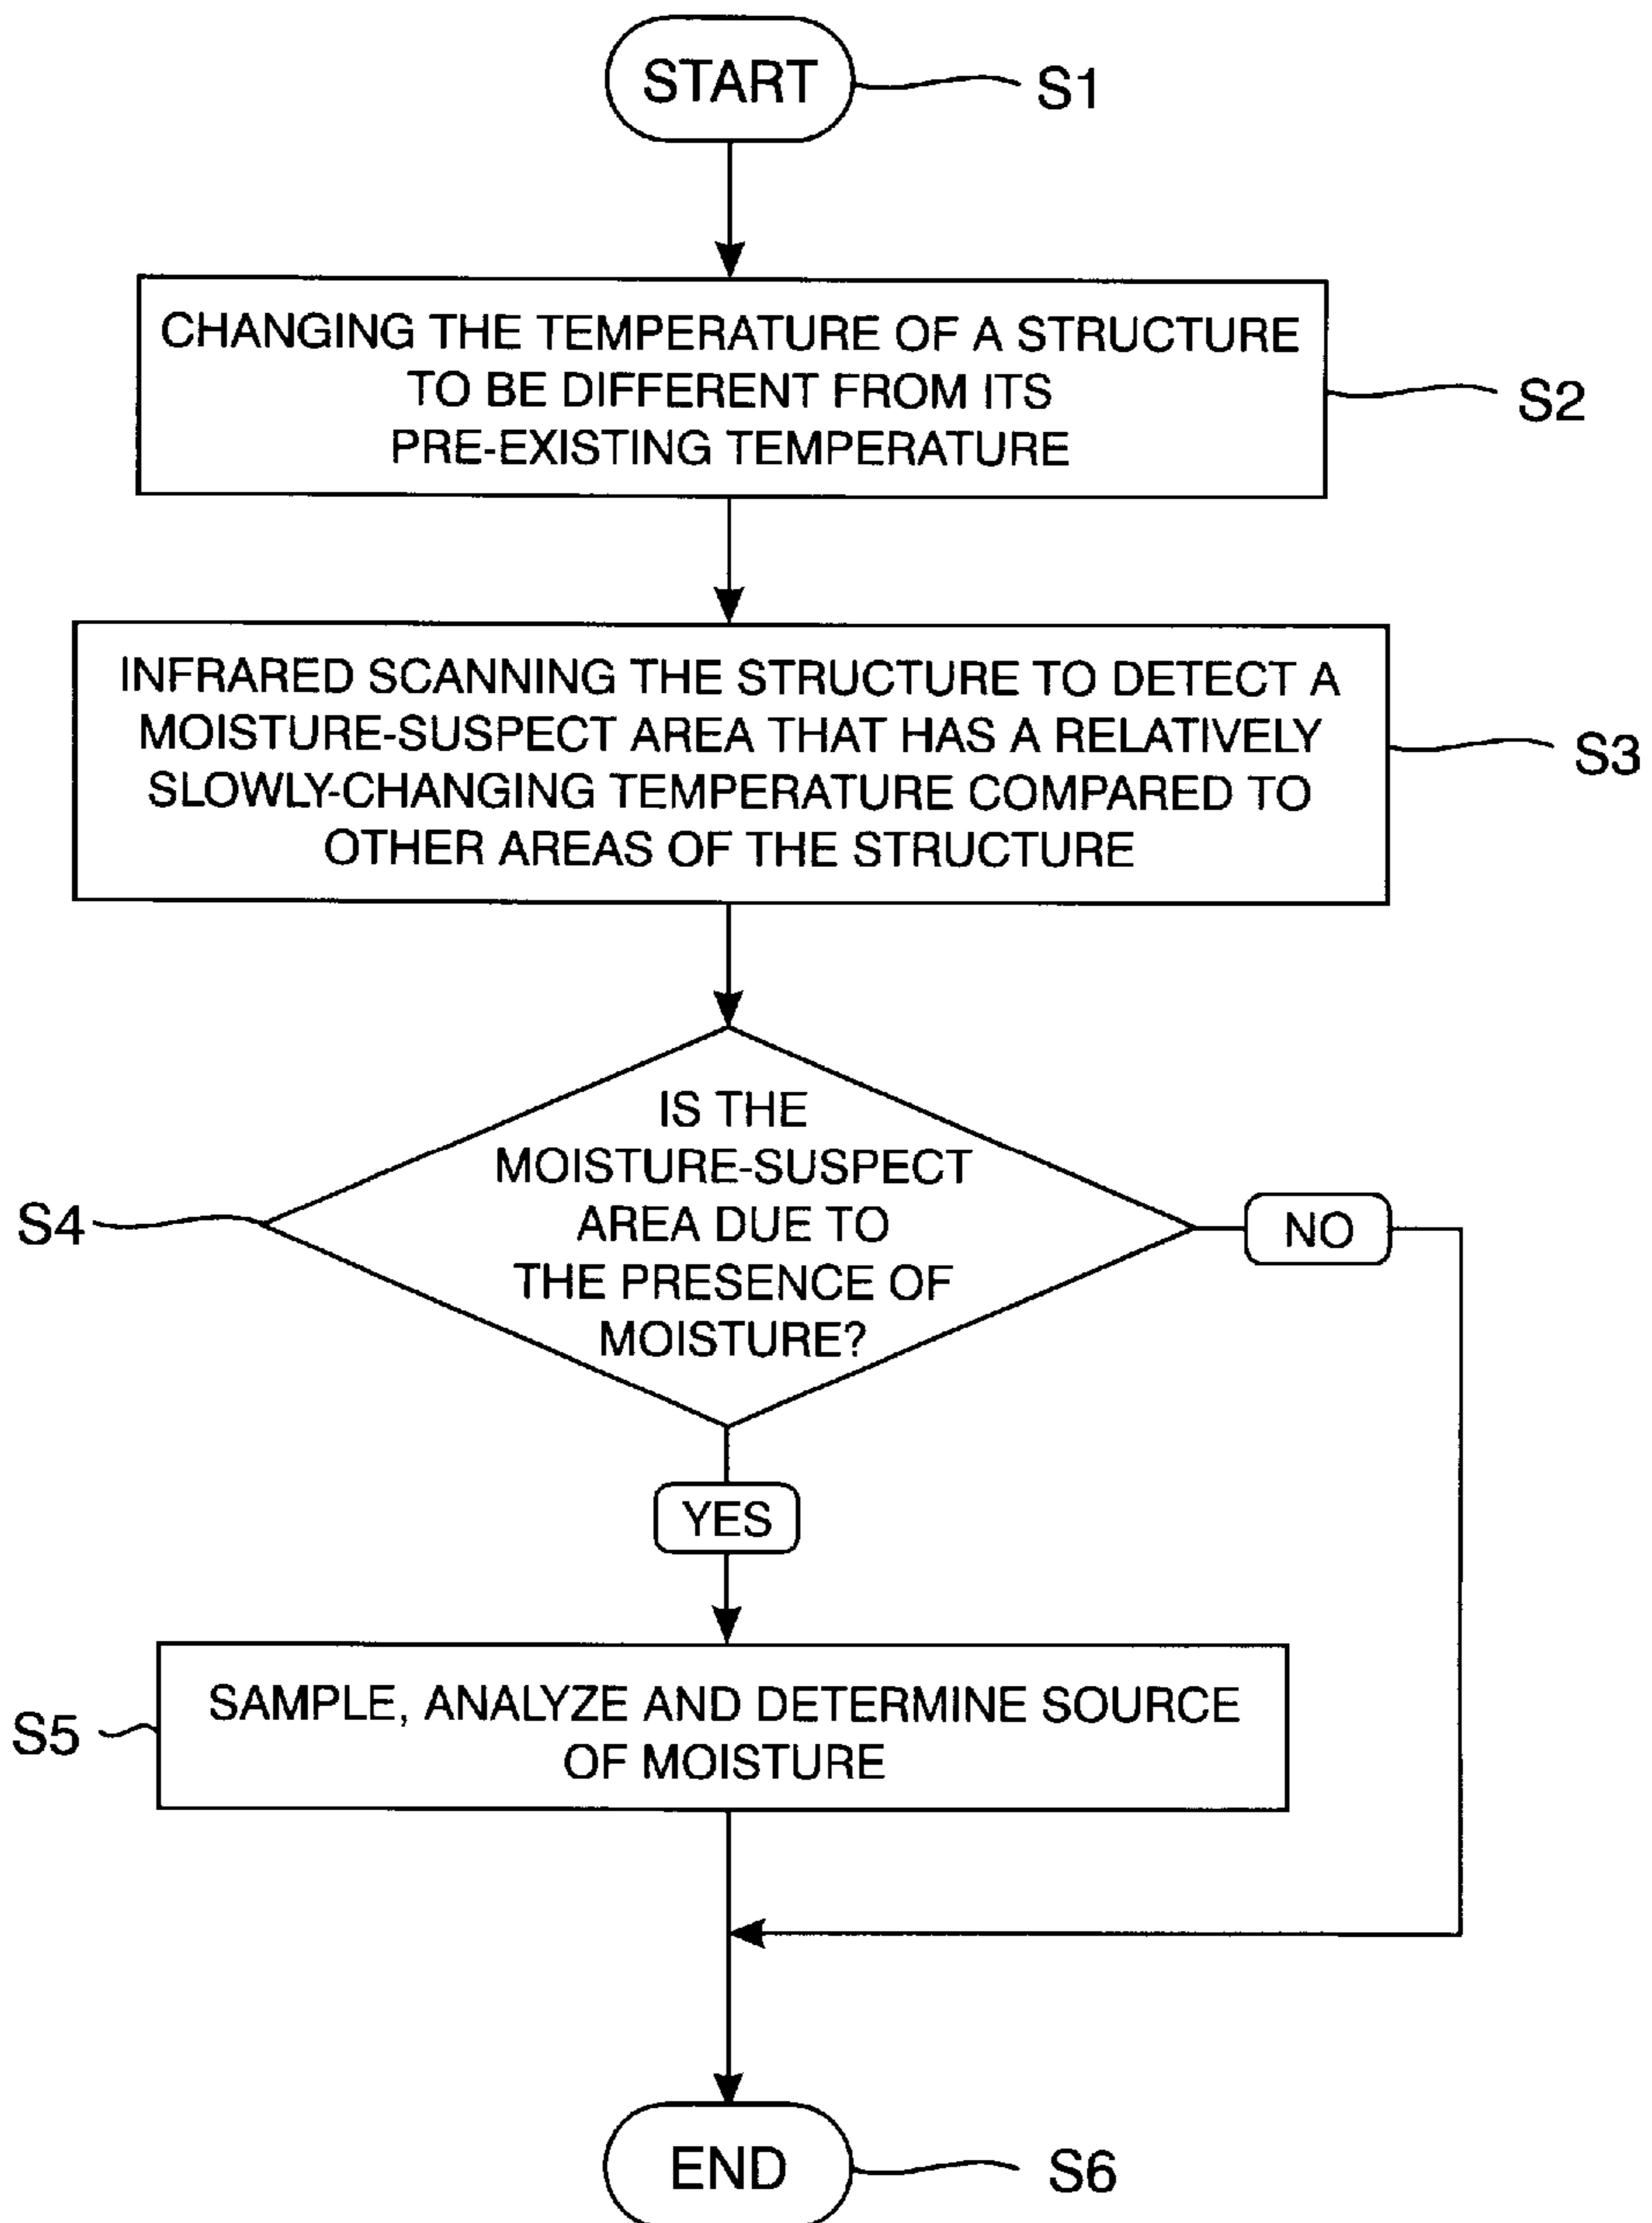 START
S1
CHANGING THE TEMPERATURE OF A STRUCTURE
TO BE DIFFERENT FROM ITS
PRE-EXISTING TEMPERATURE
S2
INFRARED SCANNING THE STRUCTURE TO DETECT A
MOISTURE-SUSPECT AREA THAT HAS A RELATIVELY
SLOWLY-CHANGING TEMPERATURE COMPARED TO
OTHER AREAS OF THE STRUCTURE
S3
IS THE
MOISTURE-SUSPECT
AREA DUE TO
THE PRESENCE OF
MOISTURE?
S4
NO
YES
SAMPLE, ANALYZE AND DETERMINE SOURCE
OF MOISTURE
S5
END
S6